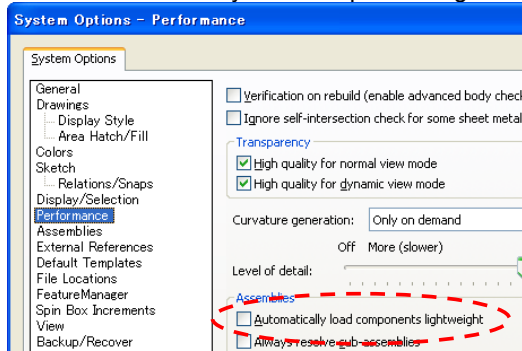 System Options - Performance
System Options
General
Drawings
Display Style
Area Hatch/Fill
Colors
Sketch
Relations/Snaps
Display/Selection
Performance
Assemblies
External References
Default Templates
File Locations
FeatureManager
Spin Box Increments
View
Backup/Recover
Verification on rebuild (enable advanced body chec
Ignore self-intersection check for some sheet metal
Transparency
High quality for normal view mode
High quality for dynamic view mode
Curvature generation: Only on demand
Off More (slower)
Level of detail:
Assemblies
Automatically load components lightweight
Always resolve sub-assemblies